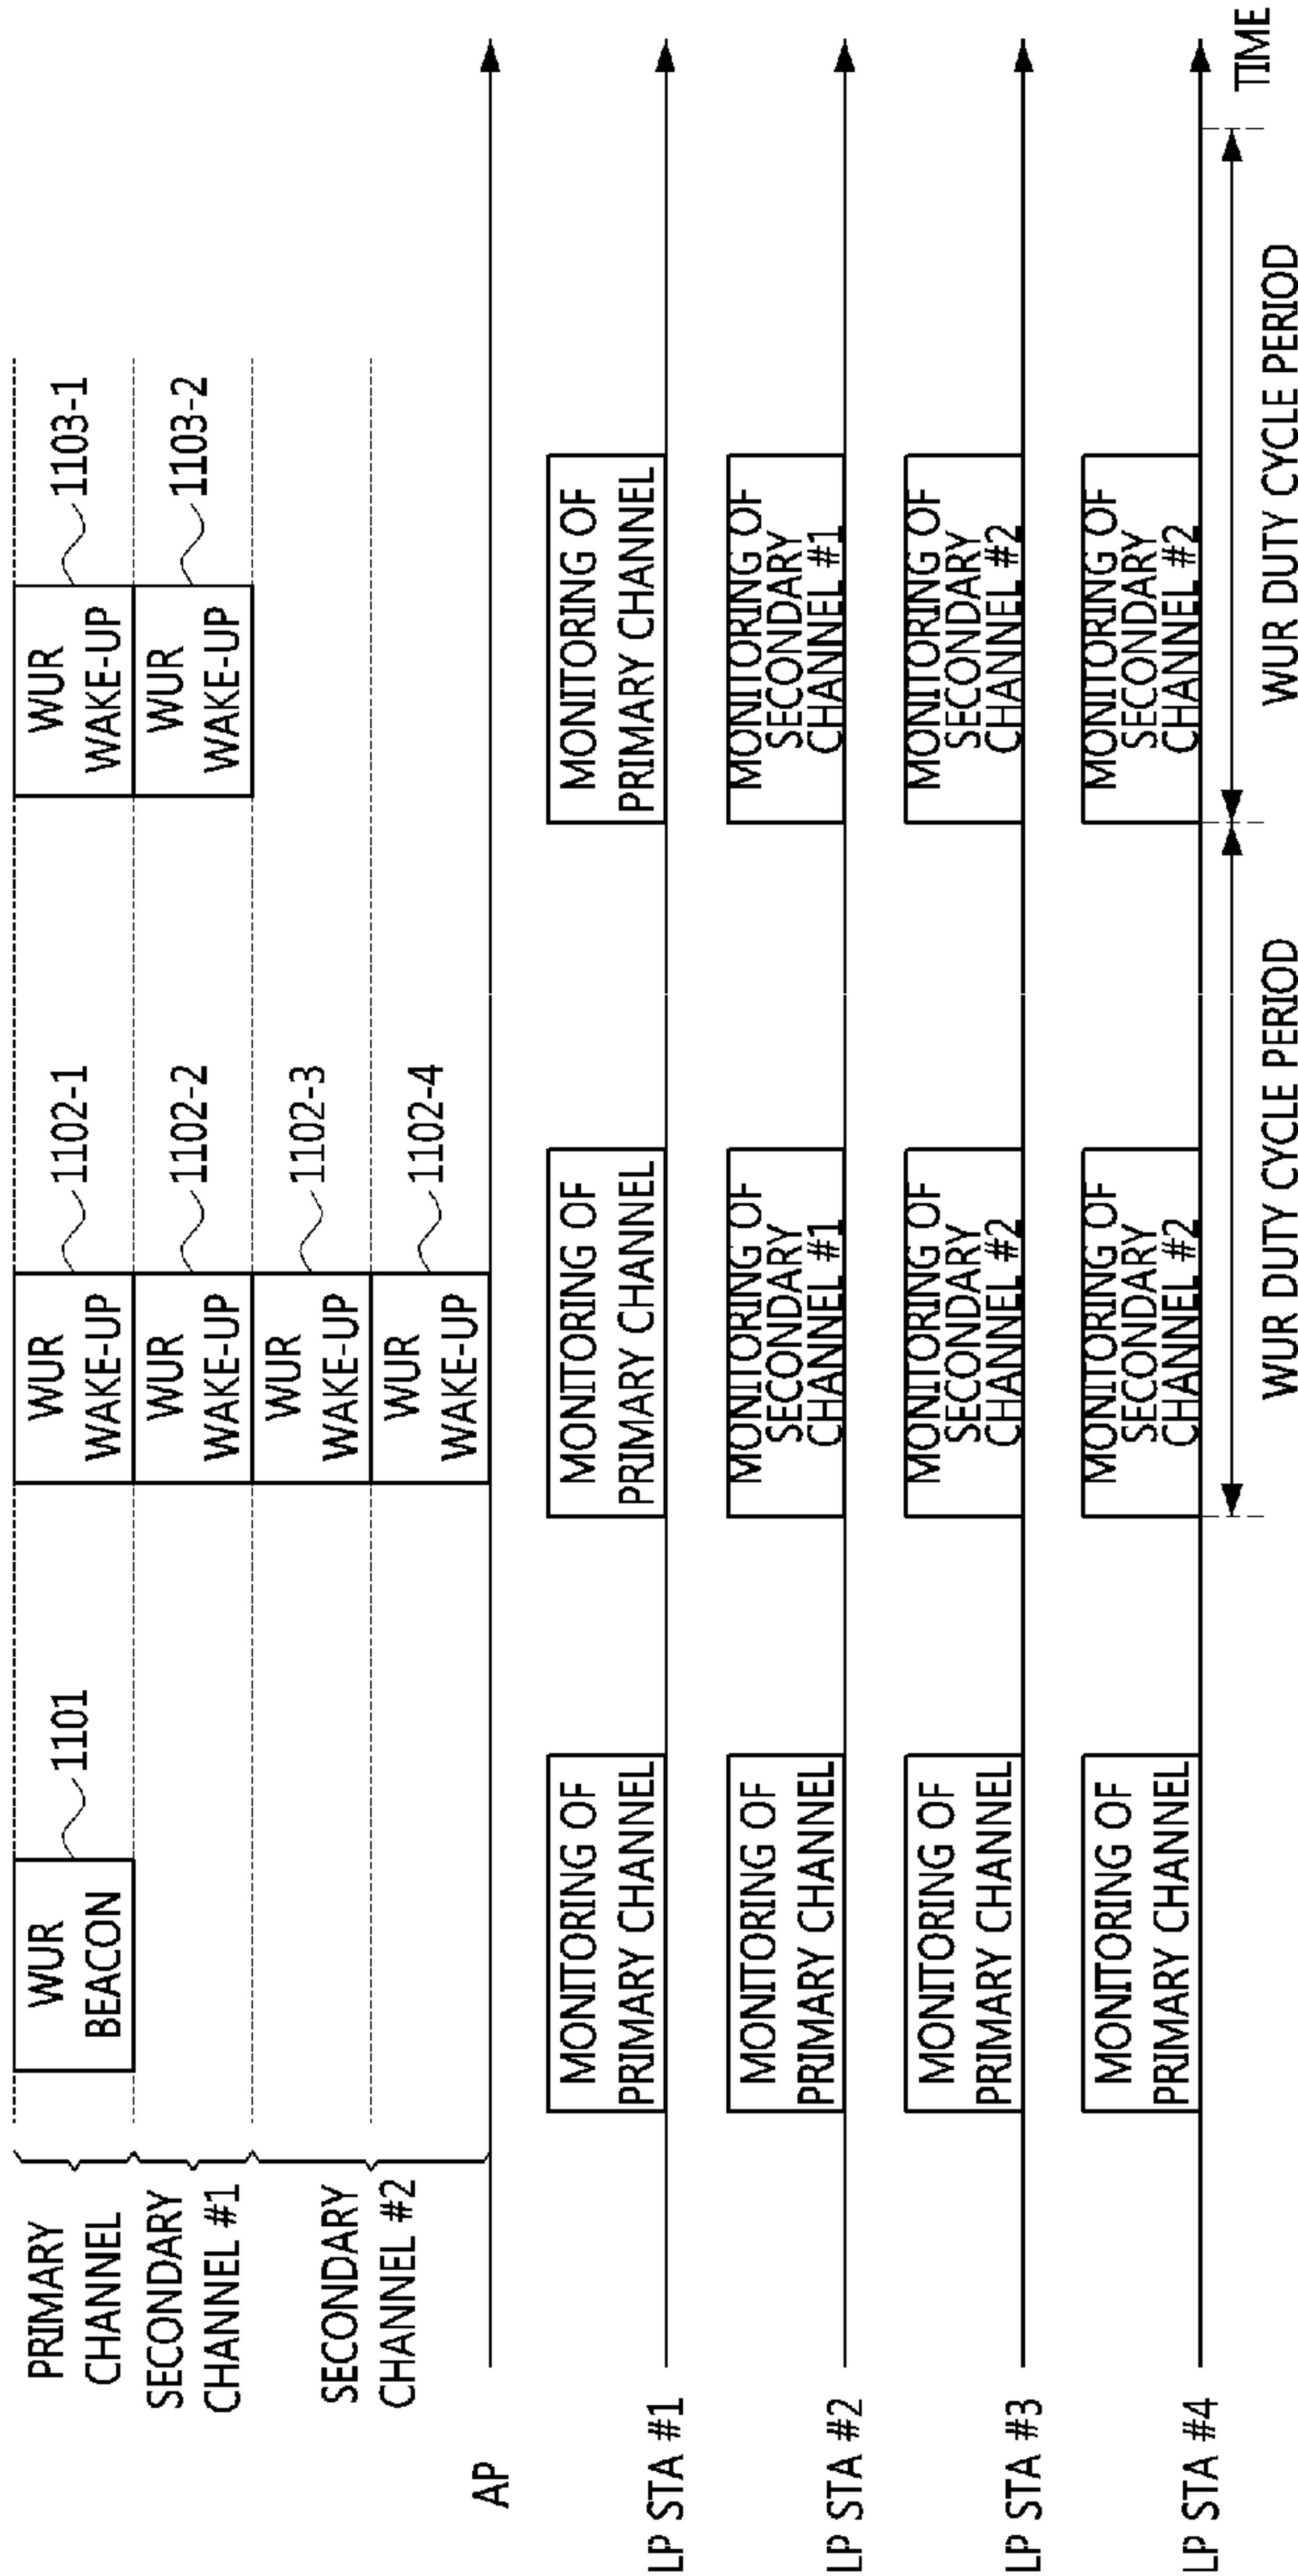 PRIMARY
CHANNEL
SECONDARY
CHANNEL #1
SECONDARY
CHANNEL #2
AP
WUR
BEACON
1101
WUR
WAKE-UP
1102-1
WUR
WAKE-UP
1102-2
WUR
WAKE-UP
1102-3
WUR
WAKE-UP
1102-4
WUR
WAKE-UP
1103-1
WUR
WAKE-UP
1103-2
LP STA #1
MONITORING OF
PRIMARY CHANNEL
MONITORING OF
PRIMARY CHANNEL
MONITORING OF
PRIMARY CHANNEL
LP STA #2
MONITORING OF
PRIMARY CHANNEL
MONITORING OF
SECONDARY
CHANNEL #1
MONITORING OF
SECONDARY
CHANNEL #1
LP STA #3
MONITORING OF
PRIMARY CHANNEL
MONITORING OF
SECONDARY
CHANNEL #2
MONITORING OF
SECONDARY
CHANNEL #2
LP STA #4
MONITORING OF
PRIMARY CHANNEL
MONITORING OF
SECONDARY
CHANNEL #2
MONITORING OF
SECONDARY
CHANNEL #2
TIME
WUR DUTY CYCLE PERIOD
WUR DUTY CYCLE PERIOD